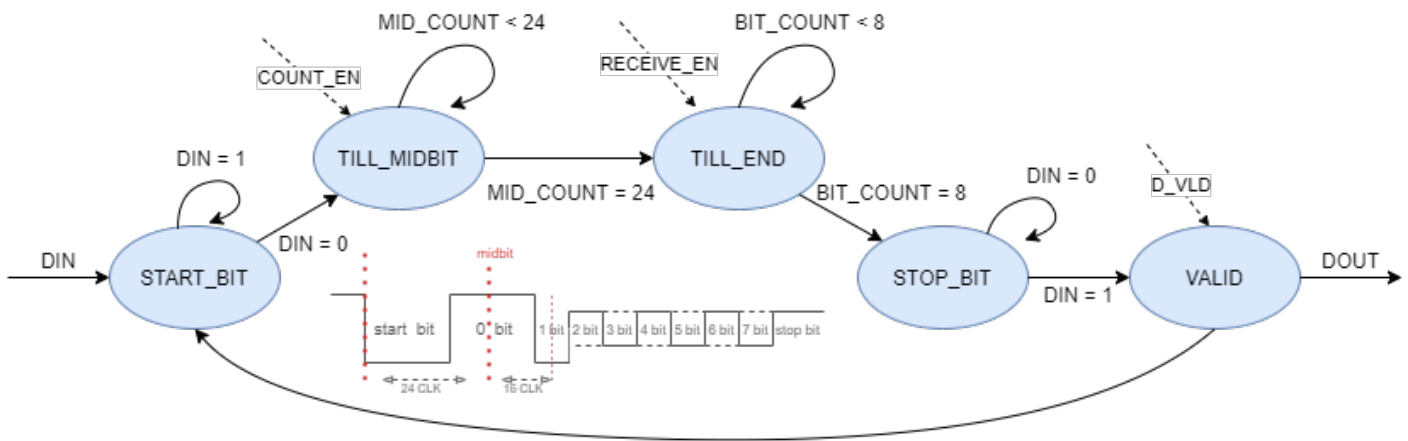 MID_COUNT < 24
BIT_COUNT < 8
COUNT_EN
RECEIVE_EN
DIN = 1
TILL_MIDBIT
TILL_END
DIN = 0
D_VLD
MID_COUNT = 24
BIT_COUNT = 8
DIN = 0
DIN
START_BIT
midbit
STOP_BIT
DIN = 1
VALID
DOUT
start bit
0 bit
1 bit
2 bit
3 bit
4 bit
5 bit
6 bit
7 bit
stop bit
24 CLK
16 CLK